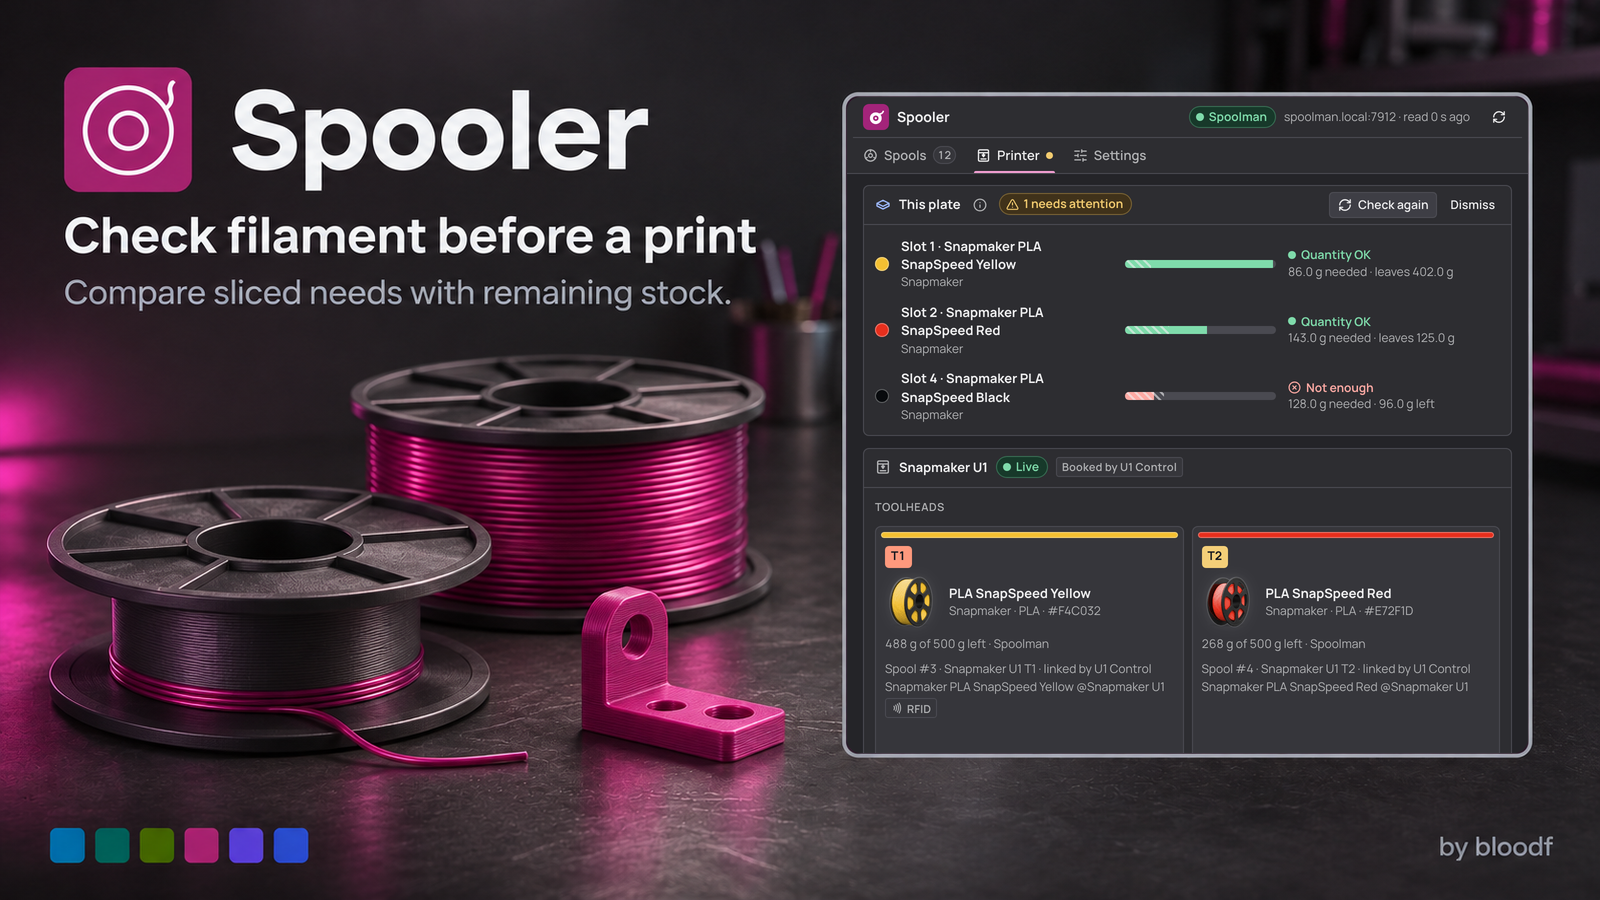 Spooler
Check filament before a print
Compare sliced needs with remaining stock.
Spooler
Spoolman
spoolman.local:7912 · read 0 s ago
Spools 12
Printer
Settings
This plate
1 needs attention
Check again
Dismiss
Slot 1 · Snapmaker PLA
SnapSpeed Yellow
Snapmaker
Quantity OK
86.0 g needed · leaves 402.0 g
Slot 2 · Snapmaker PLA
SnapSpeed Red
Snapmaker
Quantity OK
143.0 g needed · leaves 125.0 g
Slot 4 · Snapmaker PLA
SnapSpeed Black
Snapmaker
Not enough
128.0 g needed · 96.0 g left
Snapmaker U1
Live
Booked by U1 Control
TOOLHEADS
T1
PLA SnapSpeed Yellow
Snapmaker · PLA · #F4C032
488 g of 500 g left · Spoolman
Spool #3 · Snapmaker U1 T1 · linked by U1 Control
Snapmaker PLA SnapSpeed Yellow @Snapmaker U1
RFID
T2
PLA SnapSpeed Red
Snapmaker · PLA · #E72F1D
268 g of 500 g left · Spoolman
Spool #4 · Snapmaker U1 T2 · linked by U1 Control
Snapmaker PLA SnapSpeed Red @Snapmaker U1
by bloodf